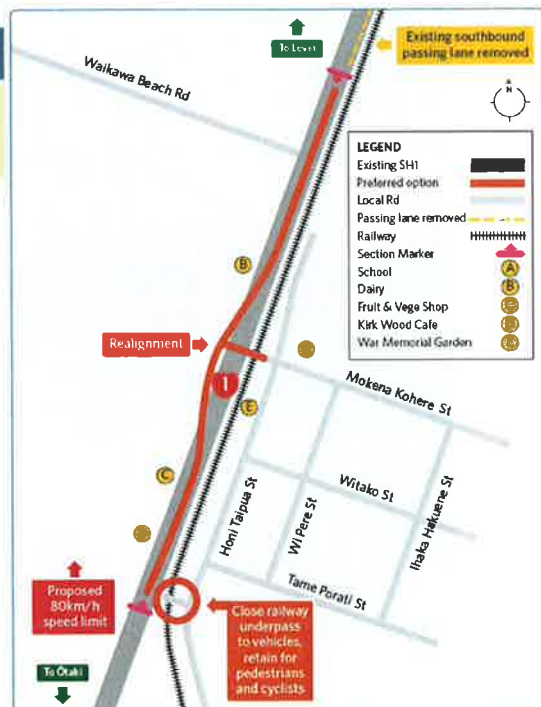 To Levin
Existing southbound
passing lane removed
Waikawa Beach Rd
N
LEGEND
Existing SH1
Preferred option
Local Rd
Passing lane removed
Railway
Section Marker
School
A
Dairy
B
Fruit & Vege Shop
Kirk Wood Cafe
War Memorial Garden
B
Realignment
1
E
Mokena Kohere St
C
Honi Taipua St
Wi Pere St
Witako St
Ihaka Hakuene St
Tame Porati St
Proposed
80km/h
speed limit
Close railway
underpass
to vehicles,
retain for
pedestrians
and cyclists
To Ōtaki